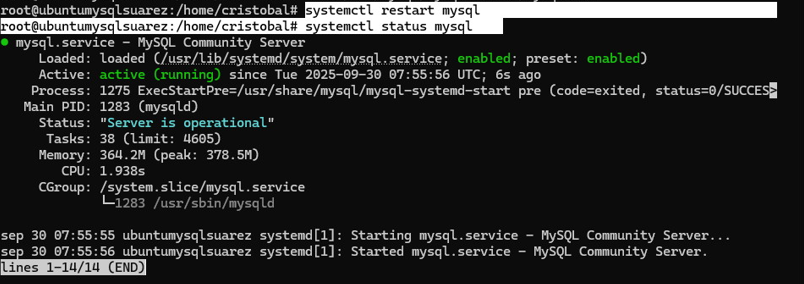 root@ubuntumysqlsuarez:/home/cristobal# systemctl restart mysql
root@ubuntumysqlsuarez:/home/cristobal# systemctl status mysql
● mysql.service - MySQL Community Server
Loaded: loaded (/usr/lib/systemd/system/mysql.service; enabled; preset: enabled)
Active: active (running) since Tue 2025-09-30 07:55:56 UTC; 6s ago
Process: 1275 ExecStartPre=/usr/share/mysql/mysql-systemd-start pre (code=exited, status=0/SUCCES>
Main PID: 1283 (mysqld)
Status: "Server is operational"
Tasks: 38 (limit: 4605)
Memory: 364.2M (peak: 378.5M)
CPU: 1.938s
CGroup: /system.slice/mysql.service
└─1283 /usr/sbin/mysqld
sep 30 07:55:55 ubuntumysqlsuarez systemd[1]: Starting mysql.service - MySQL Community Server...
sep 30 07:55:56 ubuntumysqlsuarez systemd[1]: Started mysql.service - MySQL Community Server.
lines 1-14/14 (END)